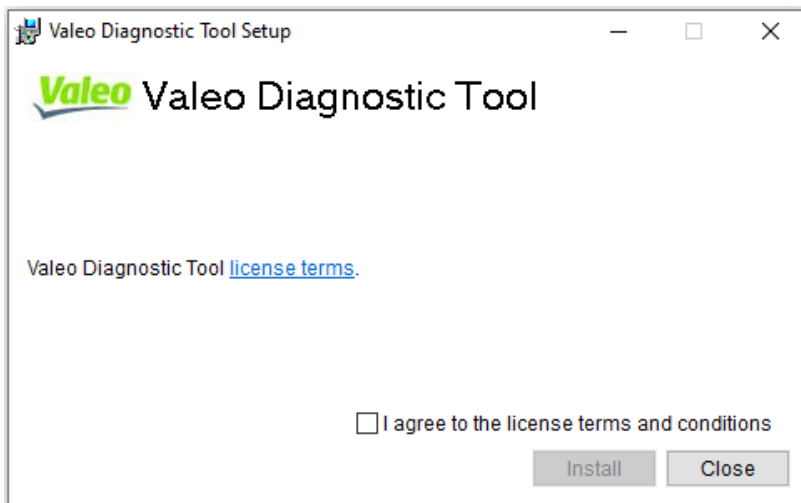 Valeo Diagnostic Tool Setup
Valeo Valeo Diagnostic Tool
Valeo Diagnostic Tool license terms.
I agree to the license terms and conditions
Install Close